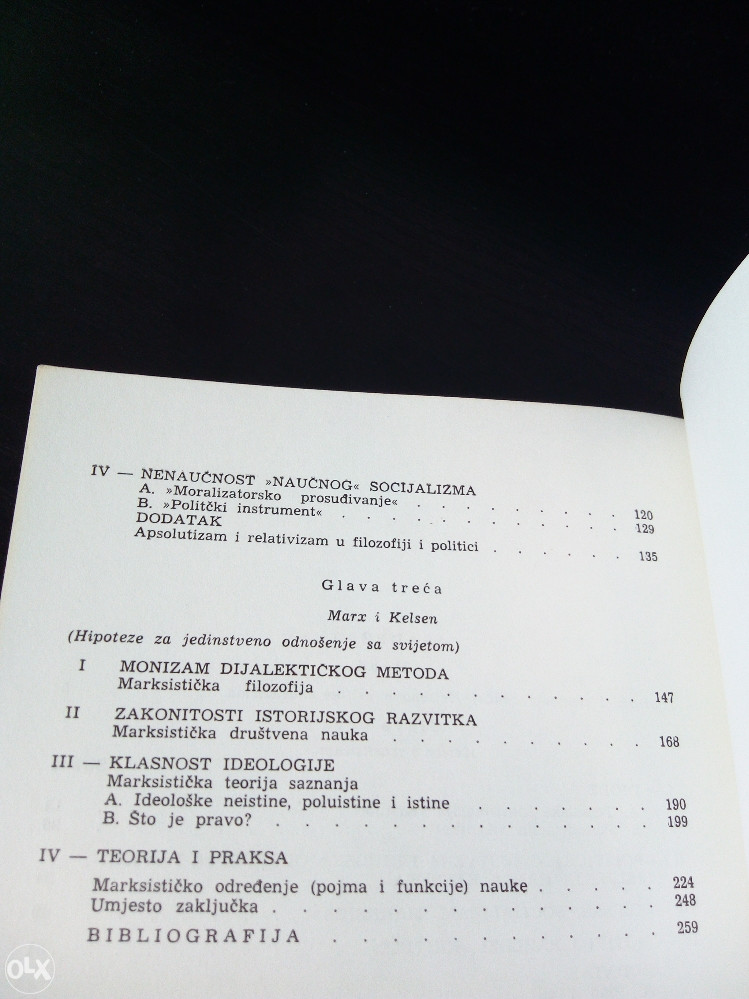 IV — NENAUČNOST »NAUČNOG« SOCIJALIZMA
A. »Moralizatorsko prosuđivanje« . . . . . . . . 120
B. »Politčki instrument« . . . . . . . . . . . 129
DODATAK
Apsolutizam i relativizam u filozofiji i politici . . . . . 135
Glava treća
Marx i Kelsen
(Hipoteze za jedinstveno odnošenje sa svijetom)
I MONIZAM DIJALEKTIČKOG METODA
Marksistička filozofija . . . . . . . . . . . . 147
II ZAKONITOSTI ISTORIJSKOG RAZVITKA
Marksistička društvena nauka . . . . . . . . . . 168
III — KLASNOST IDEOLOGIJE
Marksistička teorija saznanja
A. Ideološke neistine, poluistine i istine . . . . . . . 190
B. Što je pravo? . . . . . . . . . . . . . 199
IV — TEORIJA I PRAKSA
Marksističko određenje (pojma i funkcije) nauke . . . . . 224
Umjesto zaključka . . . . . . . . . . . . . 248
BIBLIOGRAFIJA . . . . . . . . . . . 259
OLX